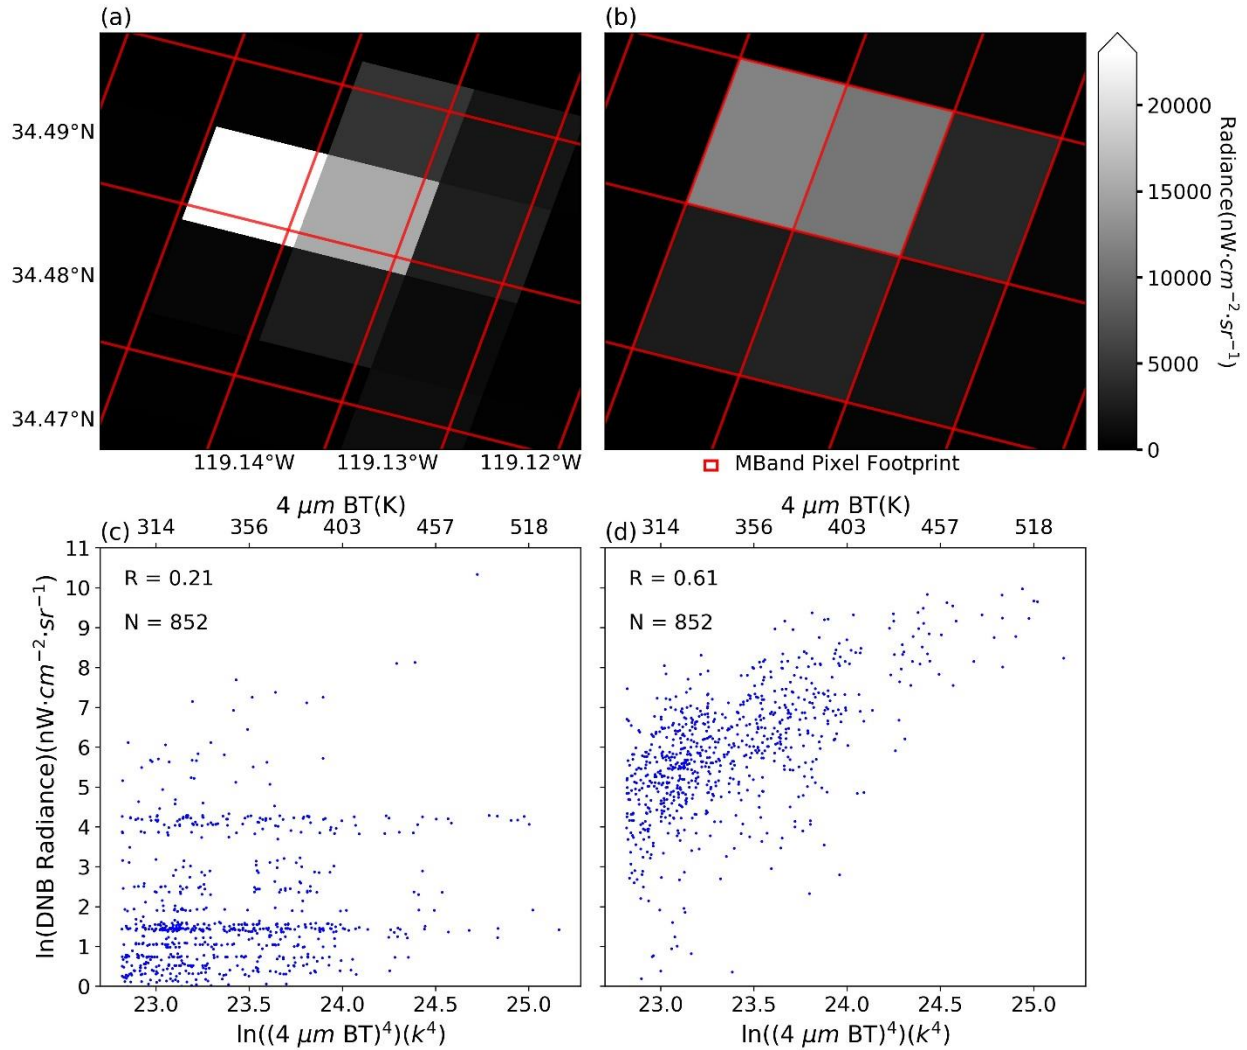 (a)
(b)
34.49°N
34.48°N
34.47°N
119.14°W 119.13°W 119.12°W
20000
15000
10000
5000
0
Radiance(nW·cm⁻²·sr⁻¹)
MBand Pixel Footprint
4 μm BT(K)
(c) 314 356 403 457 518
11
10
9
8
7
6
5
4
3
2
1
0
ln(DNB Radiance)(nW·cm⁻²·sr⁻¹)
R = 0.21
N = 852
23.0 23.5 24.0 24.5 25.0
ln((4 μm BT)⁴)(k⁴)
4 μm BT(K)
(d) 314 356 403 457 518
R = 0.61
N = 852
23.0 23.5 24.0 24.5 25.0
ln((4 μm BT)⁴)(k⁴)